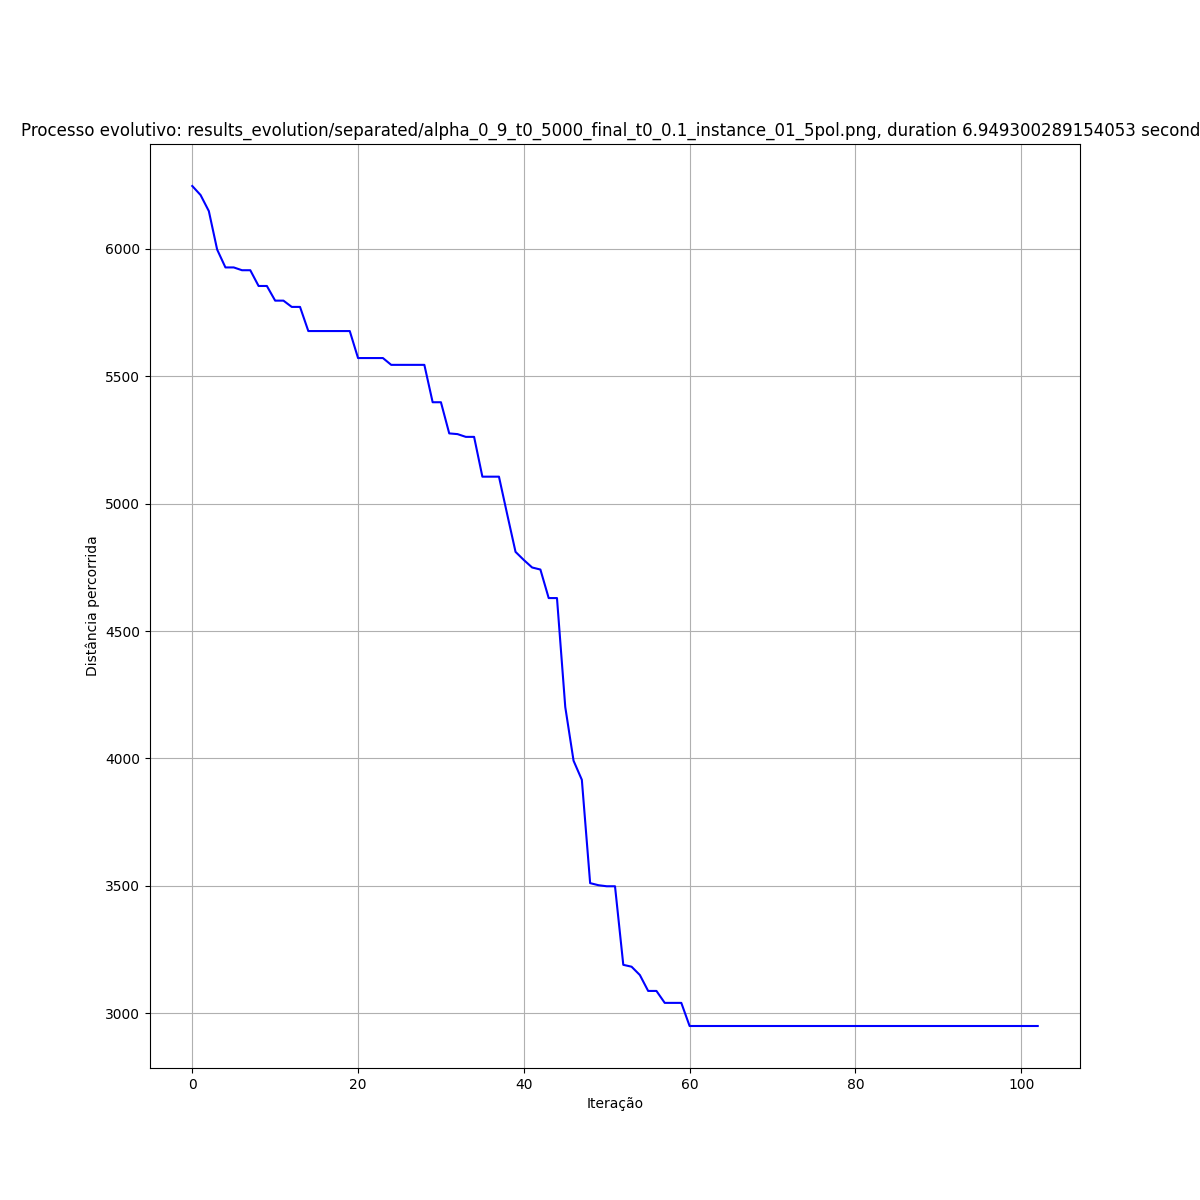 Processo evolutivo: results_evolution/separated/alpha_0_9_t0_5000_final_t0_0.1_instance_01_5pol.png, duration 6.949300289154053 second
6000
5500
5000
4500
4000
3500
3000
Distância percorrida
0 20 40 60 80 100
Iteração